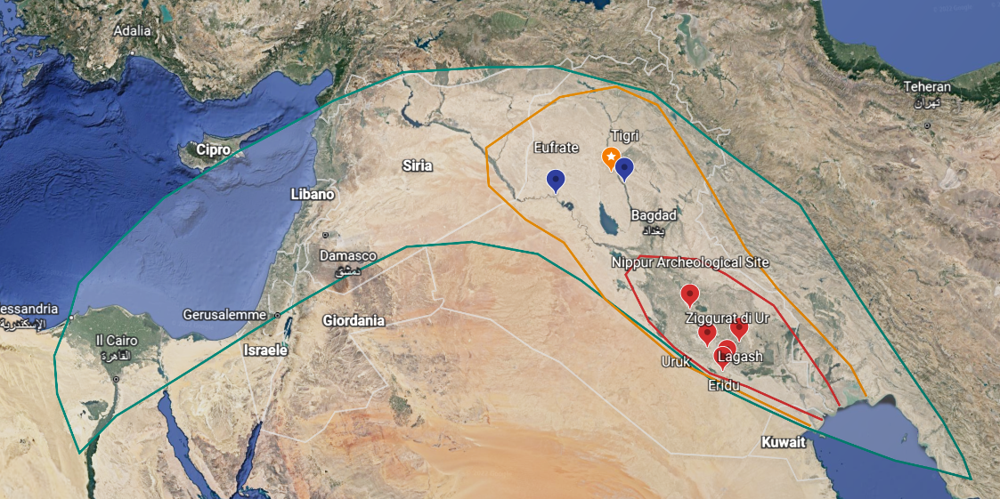 Adalia
Teheran
تهران
Tigri
Eufrate
Cipro
Siria
Libano
Bagdad
بغداد
Damasco
دمشق
Nippur Archeological Site
essandria
الإسكندرية
Gerusalemme
Giordania
Ziggurat di Ur
Il Cairo
القاهرة
Israele
Uruk
Lagash
Eridu
Kuwait